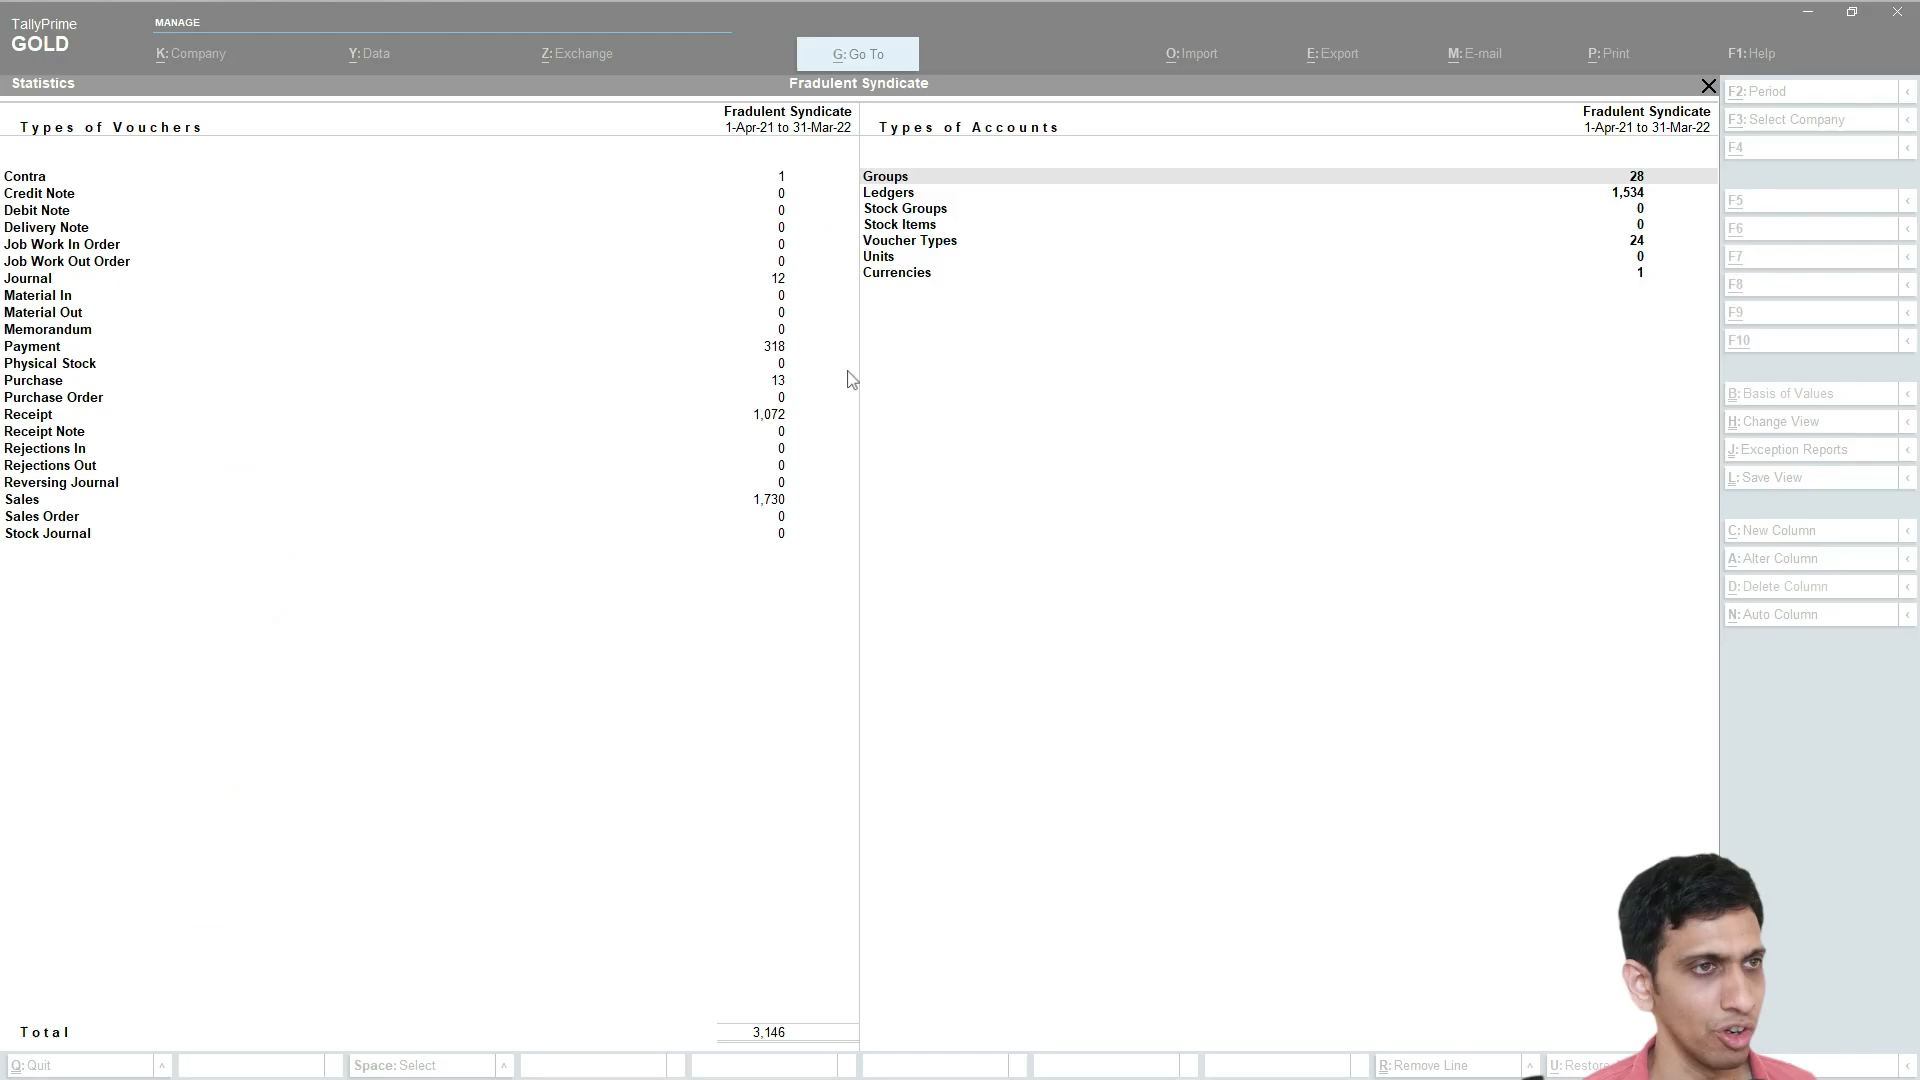 TallyPrime
GOLD
MANAGE
K: Company
Y: Data
Z: Exchange
G: Go To
O: Import
E: Export
M: E-mail
P: Print
F1: Help
Statistics
Fradulent Syndicate
Types of Vouchers
Fradulent Syndicate
1-Apr-21 to 31-Mar-22
Types of Accounts
Fradulent Syndicate
1-Apr-21 to 31-Mar-22
Contra 1
Credit Note 0
Debit Note 0
Delivery Note 0
Job Work In Order 0
Job Work Out Order 0
Journal 12
Material In 0
Material Out 0
Memorandum 0
Payment 318
Physical Stock 0
Purchase 13
Purchase Order 0
Receipt 1,072
Receipt Note 0
Rejections In 0
Rejections Out 0
Reversing Journal 0
Sales 1,730
Sales Order 0
Stock Journal 0
Total 3,146
Groups 28
Ledgers 1,534
Stock Groups 0
Stock Items 0
Voucher Types 24
Units 0
Currencies 1
F2: Period
F3: Select Company
F4
F5
F6
F7
F8
F9
F10
B: Basis of Values
H: Change View
J: Exception Reports
L: Save View
C: New Column
A: Alter Column
D: Delete Column
N: Auto Column
Q: Quit
Space: Select
R: Remove Line
U: Restore